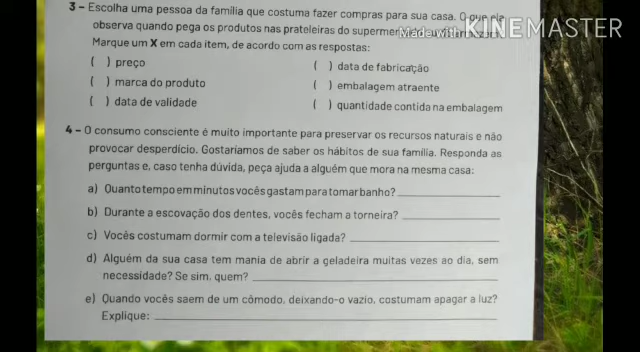 3 – Escolha uma pessoa da família que costuma fazer compras para sua casa. O que ela
observa quando pega os produtos nas prateleiras do
Made with KINEMASTER
Marque um X em cada item, de acordo com as respostas:
( ) preço
( ) marca do produto
( ) data de validade
( ) data de fabricação
( ) embalagem atraente
( ) quantidade contida na embalagem
4 – O consumo consciente é muito importante para preservar os recursos naturais e não
provocar desperdício. Gostaríamos de saber os hábitos de sua família. Responda as
perguntas e, caso tenha dúvida, peça ajuda a alguém que mora na mesma casa:
a) Quanto tempo em minutos vocês gastam para tomar banho?
b) Durante a escovação dos dentes, vocês fecham a torneira?
c) Vocês costumam dormir com a televisão ligada?
d) Alguém da sua casa tem mania de abrir a geladeira muitas vezes ao dia, sem
necessidade? Se sim, quem?
e) Quando vocês saem de um cômodo, deixando-o vazio, costumam apagar a luz?
Explique: